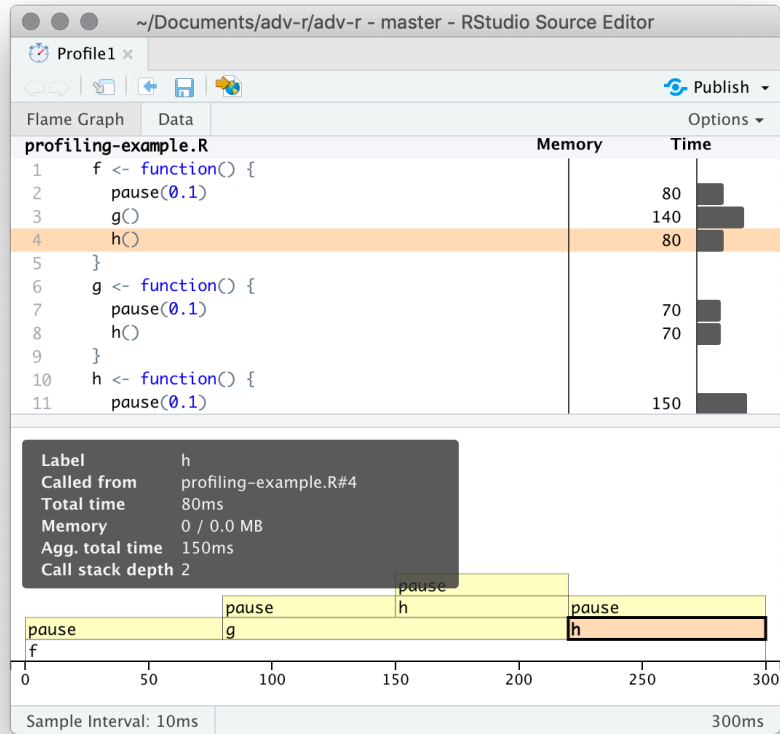 ~/Documents/adv-r/adv-r - master - RStudio Source Editor
Profile1 ×
Publish
Flame Graph Data Options
profiling-example.R Memory Time
1 f <- function() {
2 pause(0.1) 80
3 g() 140
4 h() 80
5 }
6 g <- function() {
7 pause(0.1) 70
8 h() 70
9 }
10 h <- function() {
11 pause(0.1) 150
Label h
Called from profiling-example.R#4
Total time 80ms
Memory 0 / 0.0 MB
Agg. total time 150ms
Call stack depth 2
pause
pause h pause
pause g h
f
0 50 100 150 200 250 300
Sample Interval: 10ms 300ms